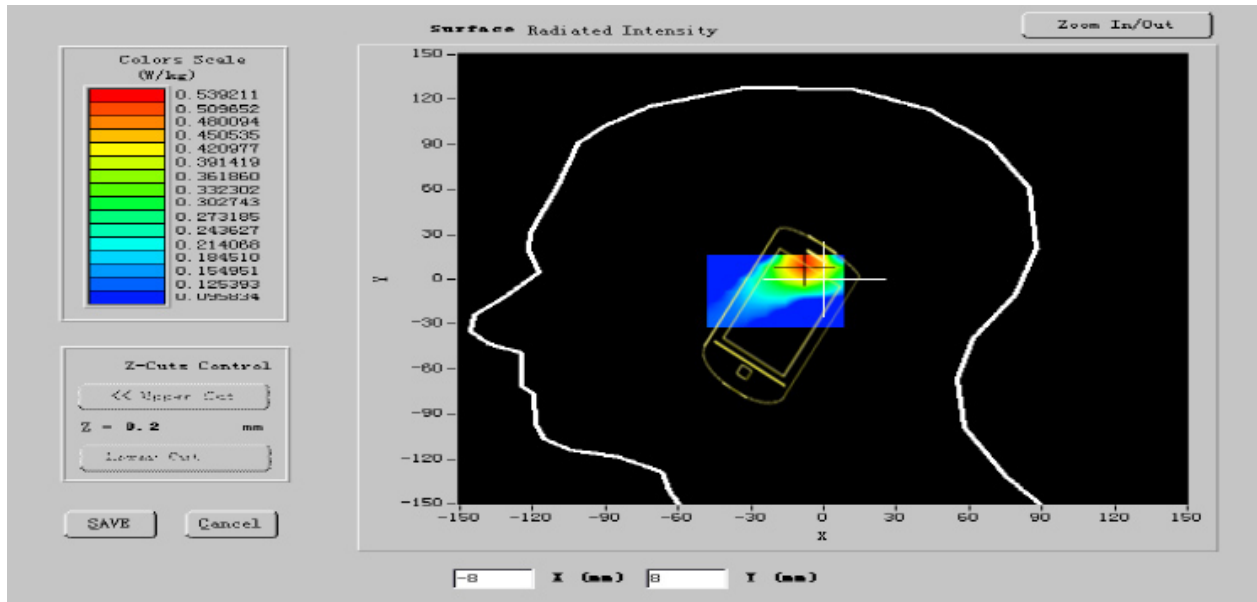 Surface Radiated Intensity
Zoom In/Out
Colors Scale
(W/kg)
0.539211
0.509652
0.480094
0.450535
0.420977
0.391419
0.361860
0.332302
0.302743
0.273185
0.243627
0.214068
0.184510
0.154951
0.125393
0.095834
Z-Cuts Control
<< Upper Cut
Z = 0.2 mm
Lower Cut
SAVE
Cancel
150
120
90
60
30
0
-30
-60
-90
-120
-150
Y
-150 -120 -90 -60 -30 0 30 60 90 120 150
X
-8 X (mm) 8 Y (mm)